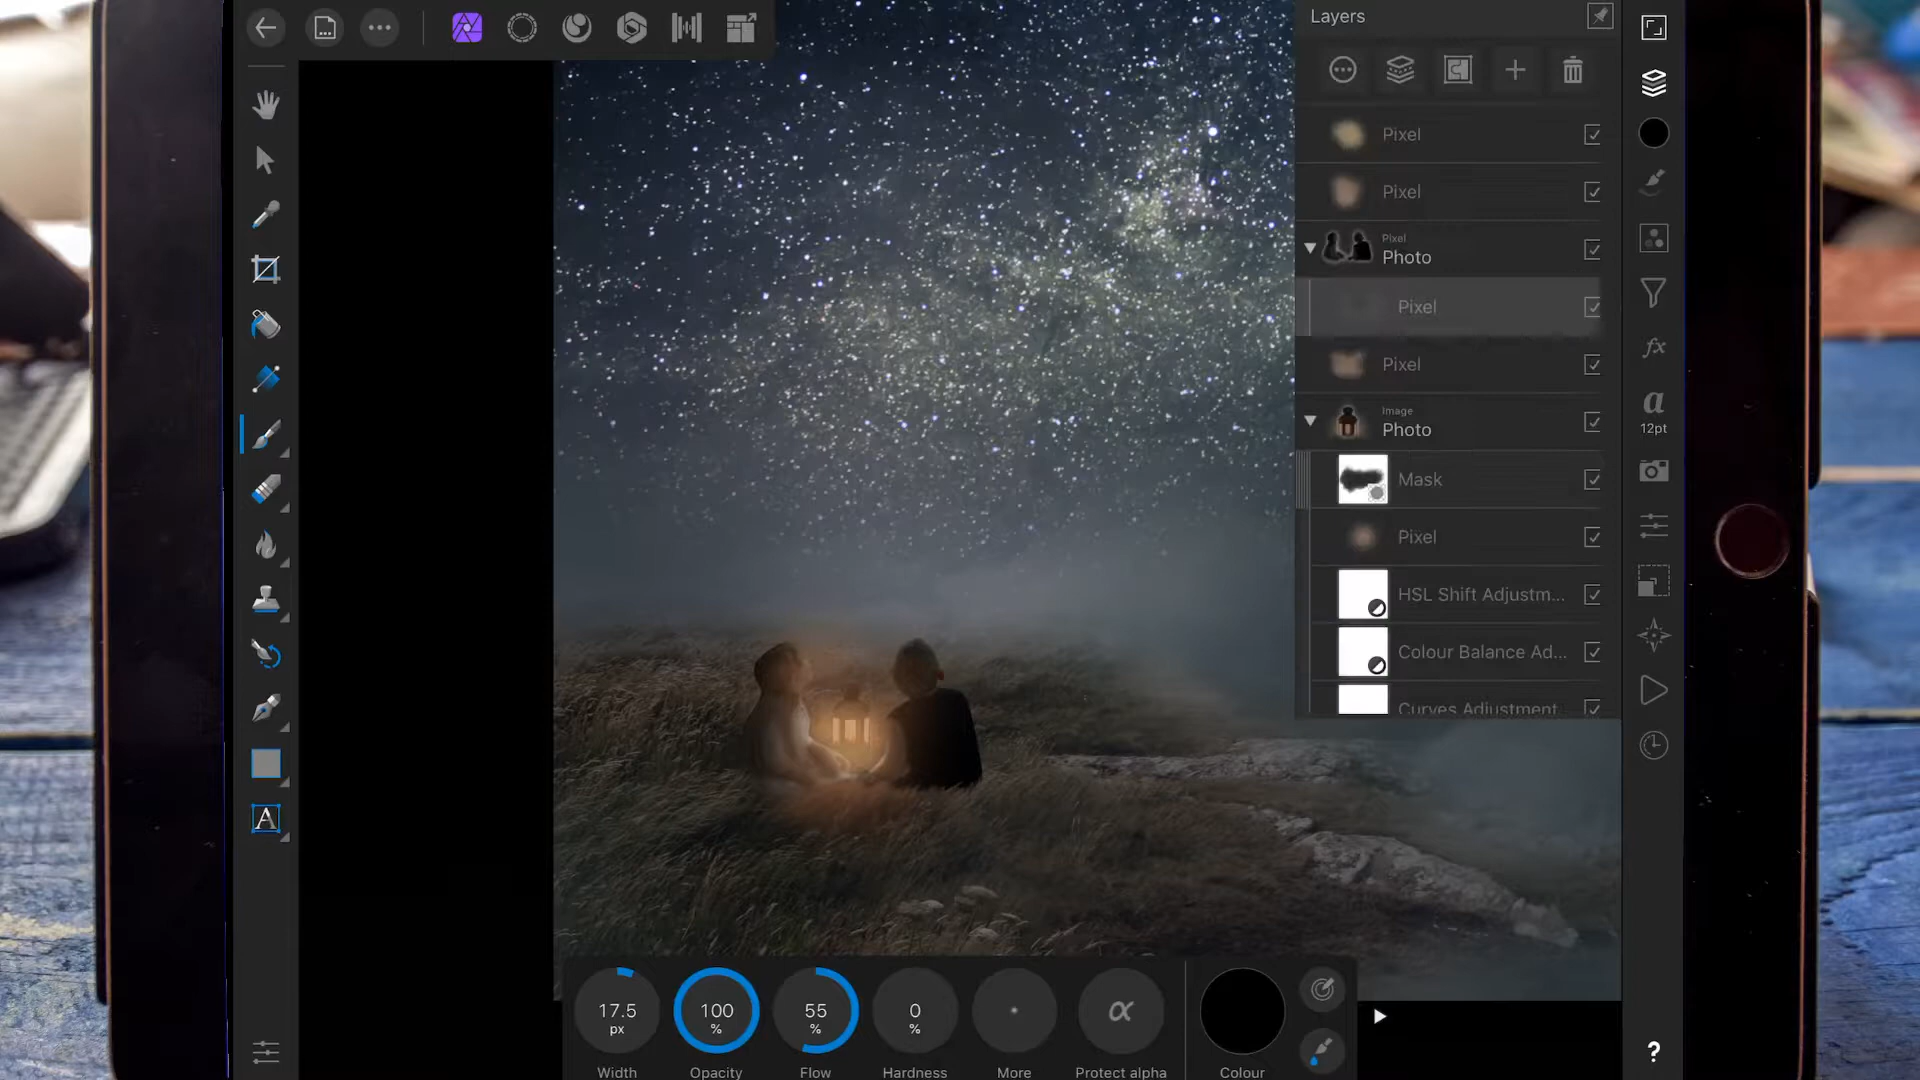 Layers
Pixel
Pixel
Pixel
Photo
Pixel
Pixel
Image
Photo
Mask
Pixel
HSL Shift Adjustm...
Colour Balance Ad...
Curves Adjustment
fx
a
12pt
A
17.5
px
100
%
55
%
0
%
α
Width
Opacity
Flow
Hardness
More
Protect alpha
Colour
?